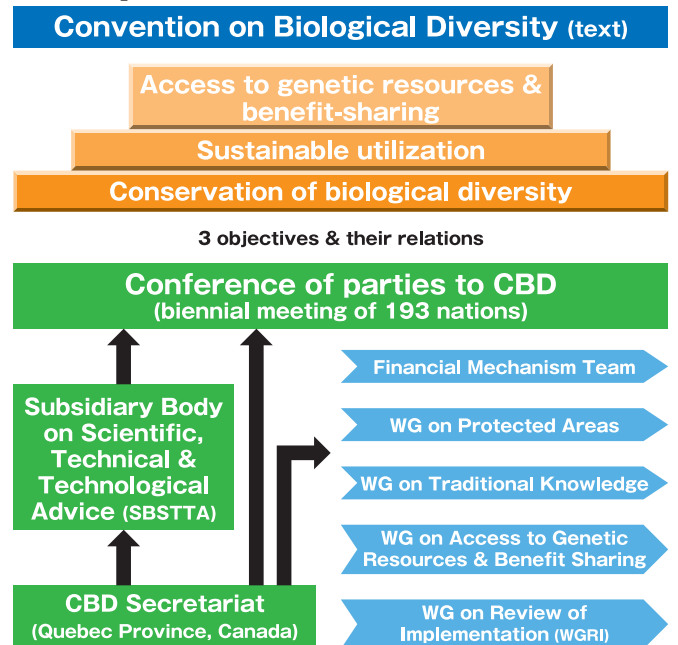 Convention on Biological Diversity (text)
Access to genetic resources &
benefit-sharing
Sustainable utilization
Conservation of biological diversity
3 objectives & their relations
Conference of parties to CBD
(biennial meeting of 193 nations)
Subsidiary Body
on Scientific,
Technical &
Technological
Advice (SBSTTA)
CBD Secretariat
(Quebec Province, Canada)
Financial Mechanism Team
WG on Protected Areas
WG on Traditional Knowledge
WG on Access to Genetic
Resources & Benefit Sharing
WG on Review of
Implementation (WGRI)